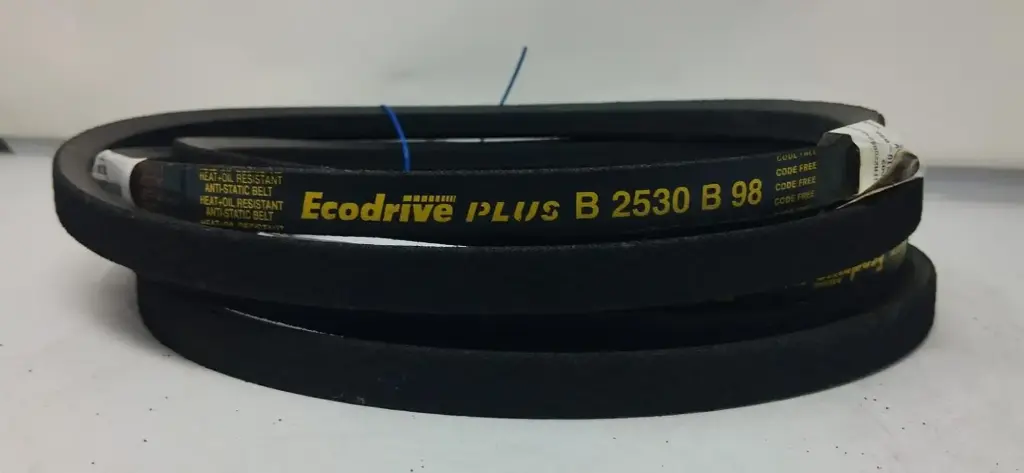 HEAT+OIL RESISTANT
ANTI-STATIC BELT
HEAT+OIL RESISTANT
ANTI-STATIC BELT
Ecodrive PLUS B 2530 B 98
CODE FREE
CODE FREE
CODE FREE
CODE FREE
Ecodrive